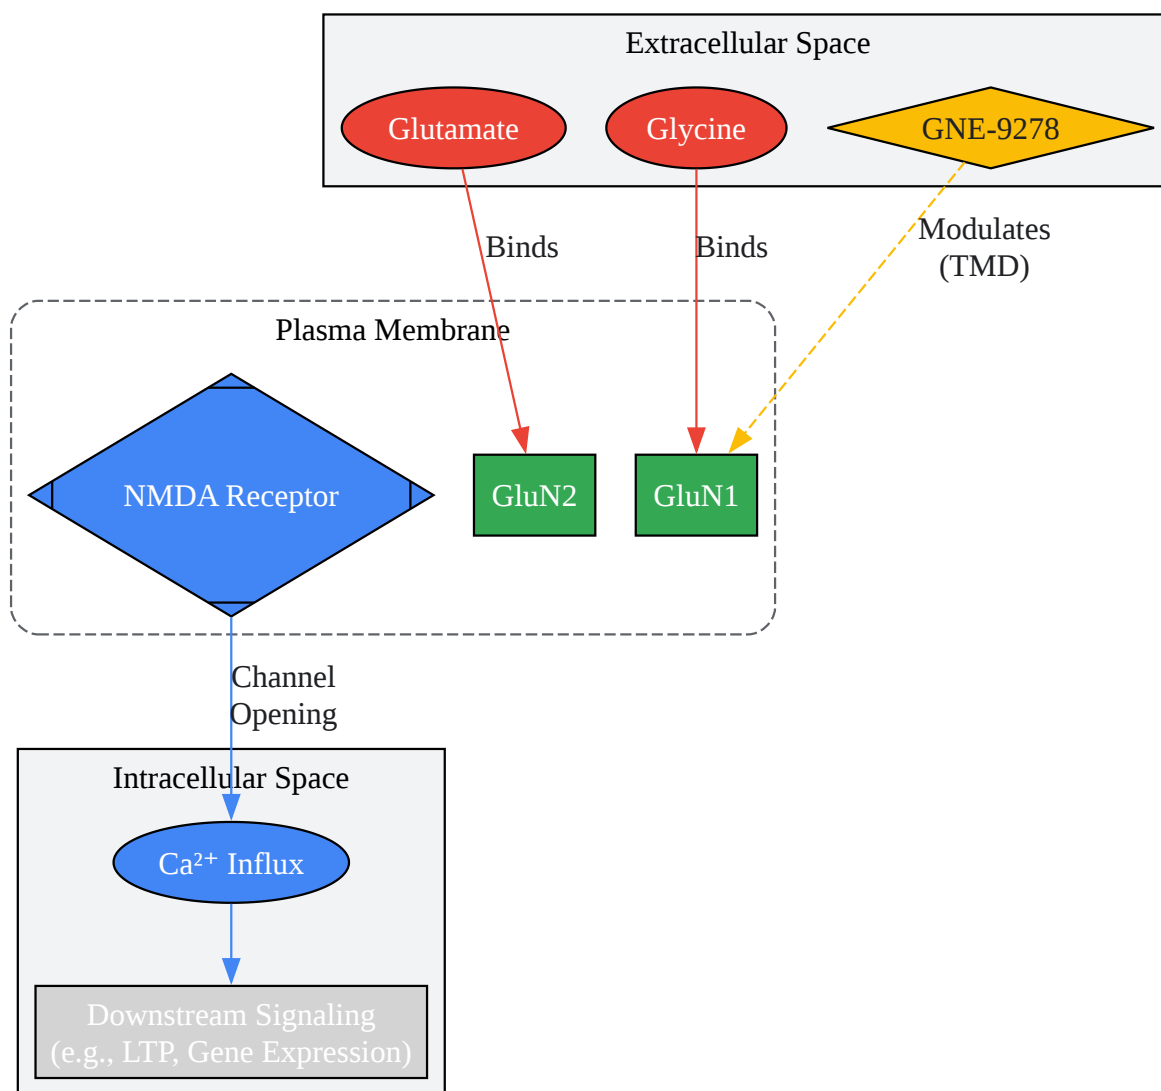 Extracellular Space
Glutamate
Glycine
GNE-9278
Binds
Binds
Modulates
(TMD)
Plasma Membrane
NMDA Receptor
GluN2
GluN1
Channel
Opening
Intracellular Space
Ca²⁺ Influx
Downstream Signaling
(e.g., LTP, Gene Expression)